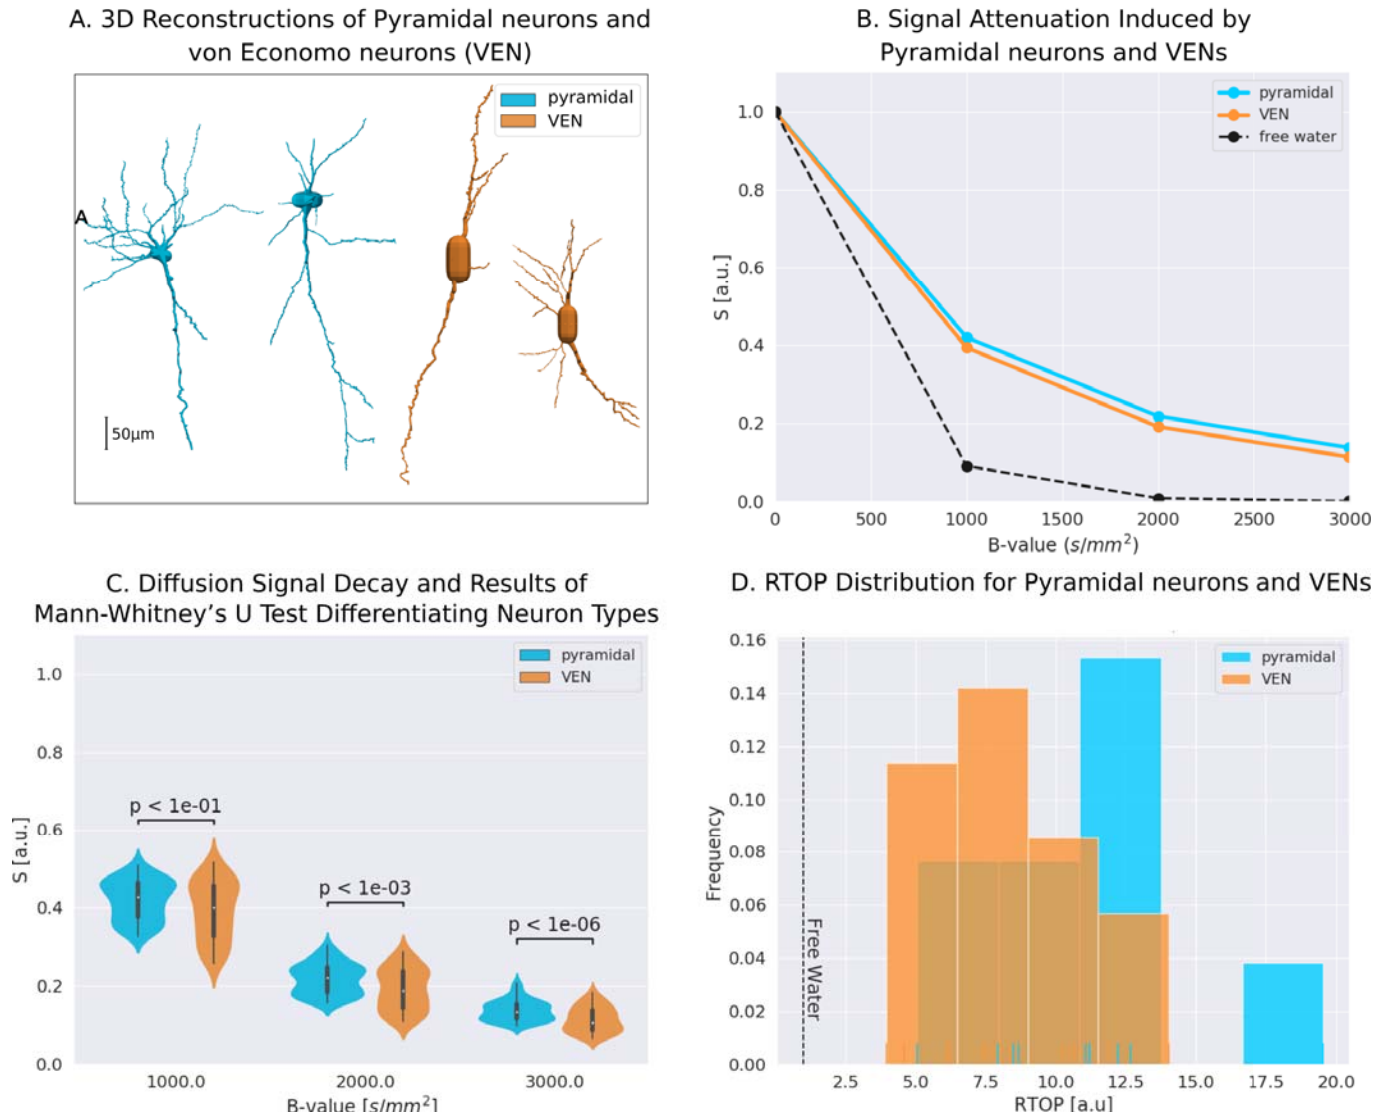 A. 3D Reconstructions of Pyramidal neurons and
von Economo neurons (VEN)
pyramidal
VEN
A
50μm
B. Signal Attenuation Induced by
Pyramidal neurons and VENs
pyramidal
VEN
free water
1.0
0.8
0.6
0.4
0.2
0.0
S [a.u.]
0 500 1000 1500 2000 2500 3000
B-value (s/mm²)
C. Diffusion Signal Decay and Results of
Mann-Whitney’s U Test Differentiating Neuron Types
pyramidal
VEN
1.0
0.8
0.6
0.4
0.2
0.0
S [a.u.]
p < 1e-01
p < 1e-03
p < 1e-06
1000.0 2000.0 3000.0
B-value [s/mm²]
D. RTOP Distribution for Pyramidal neurons and VENs
pyramidal
VEN
0.16
0.14
0.12
0.10
0.08
0.06
0.04
0.02
0.00
Frequency
Free Water
2.5 5.0 7.5 10.0 12.5 15.0 17.5 20.0
RTOP [a.u]